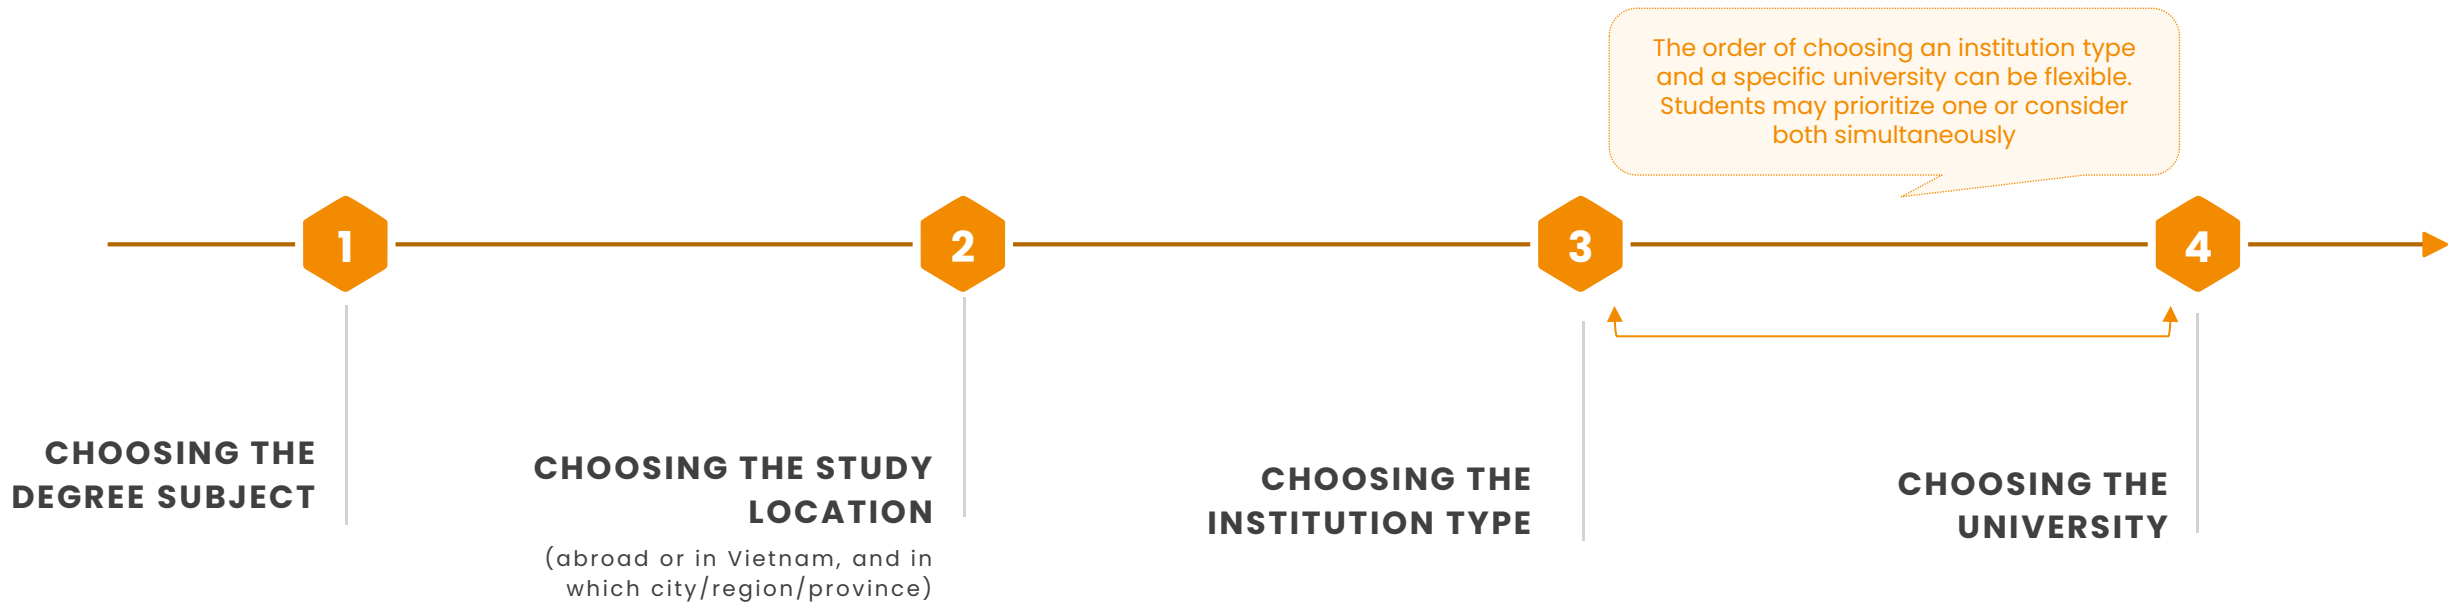 The order of choosing an institution type
and a specific university can be flexible.
Students may prioritize one or consider
both simultaneously
1
2
3
4
CHOOSING THE
DEGREE SUBJECT
CHOOSING THE STUDY
LOCATION
(abroad or in Vietnam, and in
which city/region/province)
CHOOSING THE
INSTITUTION TYPE
CHOOSING THE
UNIVERSITY